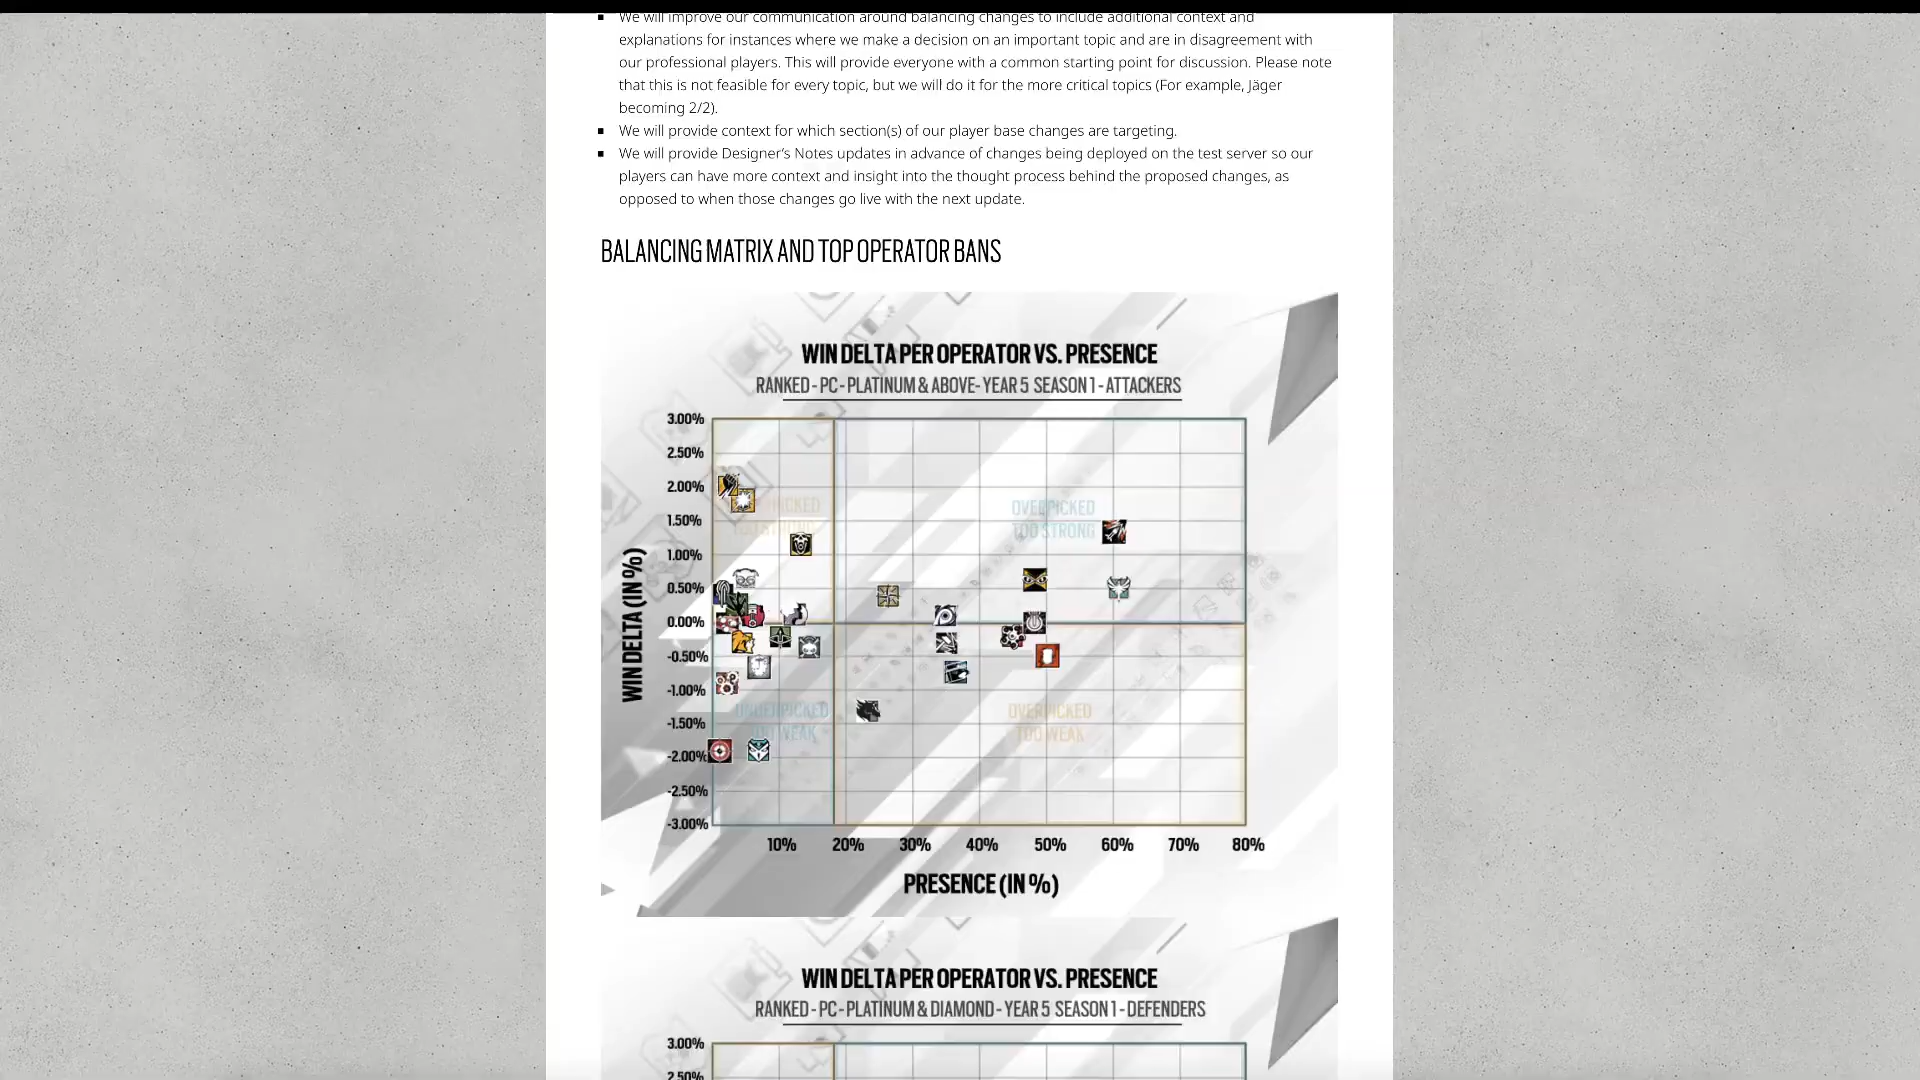 We will improve our communication around balancing changes to include additional context and
explanations for instances where we make a decision on an important topic and are in disagreement with
our professional players. This will provide everyone with a common starting point for discussion. Please note
that this is not feasible for every topic, but we will do it for the more critical topics (For example, Jäger
becoming 2/2).
We will provide context for which section(s) of our player base changes are targeting.
We will provide Designer's Notes updates in advance of changes being deployed on the test server so our
players can have more context and insight into the thought process behind the proposed changes, as
opposed to when those changes go live with the next update.
BALANCING MATRIX AND TOP OPERATOR BANS
WIN DELTA PER OPERATOR VS. PRESENCE
RANKED - PC - PLATINUM & ABOVE - YEAR 5 SEASON 1 - ATTACKERS
3.00%
2.50%
2.00%
1.50%
1.00%
0.50%
0.00%
-0.50%
-1.00%
-1.50%
-2.00%
-2.50%
-3.00%
WIN DELTA (IN %)
OVERPICKED
TOO STRONG
UNDERPICKED
TOO WEAK
OVERPICKED
TOO WEAK
10% 20% 30% 40% 50% 60% 70% 80%
PRESENCE (IN %)
WIN DELTA PER OPERATOR VS. PRESENCE
RANKED - PC - PLATINUM & DIAMOND - YEAR 5 SEASON 1 - DEFENDERS
3.00%
2.50%